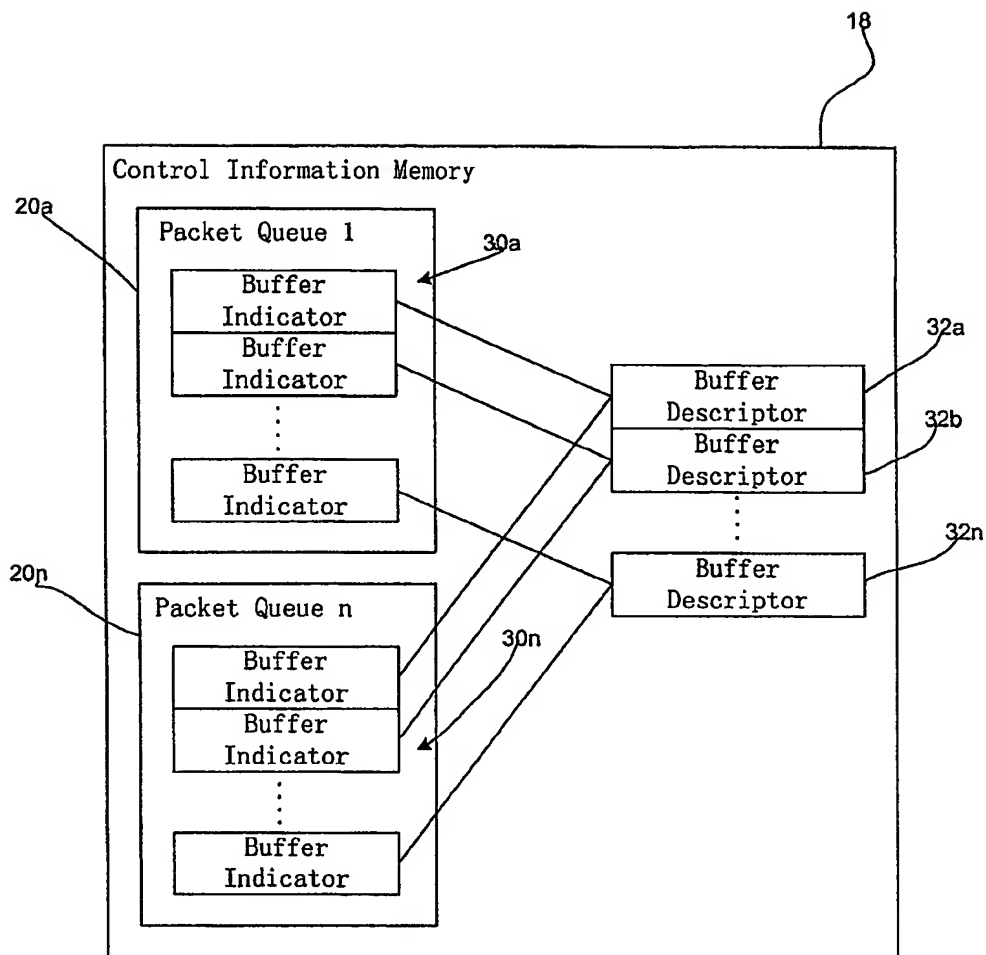 18
Control Information Memory
20a
Packet Queue 1
30a
Buffer
Indicator
Buffer
Indicator
Buffer
Indicator
32a
Buffer
Descriptor
32b
Buffer
Descriptor
32n
Buffer
Descriptor
20n
Packet Queue n
30n
Buffer
Indicator
Buffer
Indicator
Buffer
Indicator